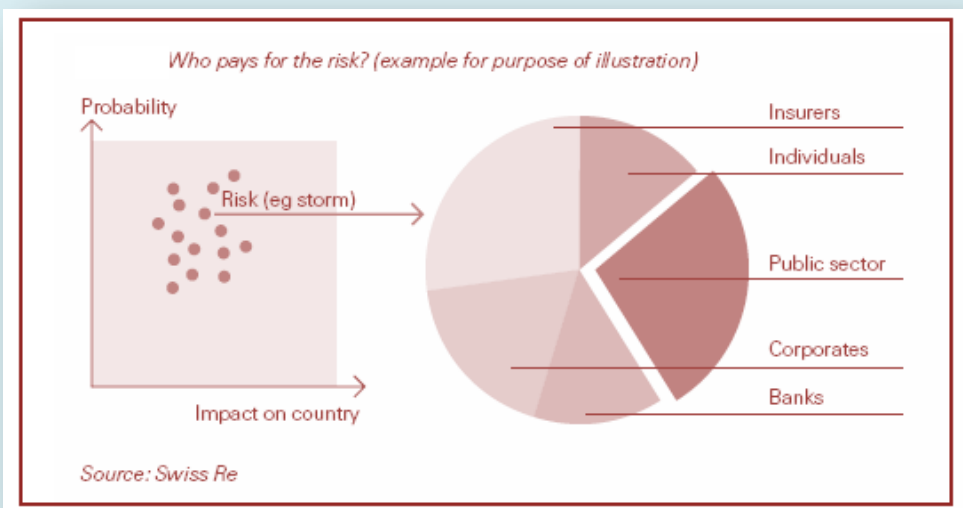 Who pays for the risk? (example for purpose of illustration)
Probability
Risk (eg storm)
Impact on country
Insurers
Individuals
Public sector
Corporates
Banks
Source: Swiss Re